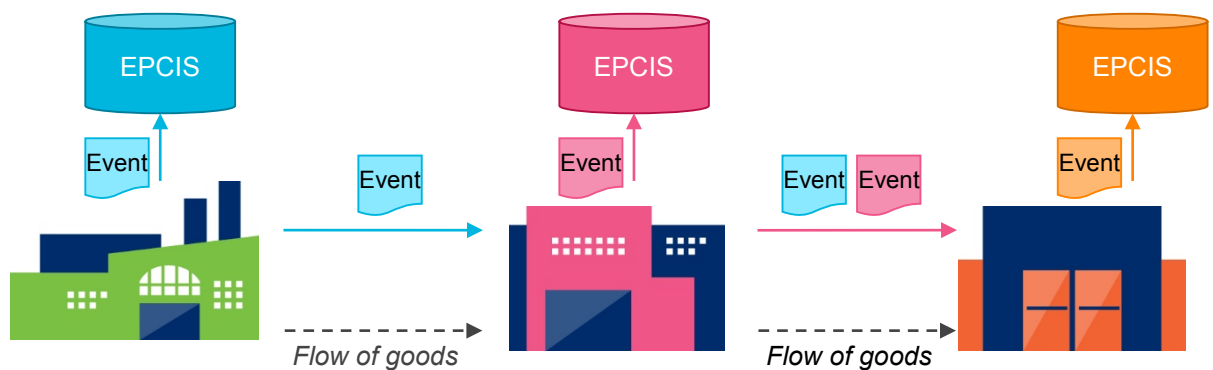 EPCIS
EPCIS
EPCIS
Event
Event
Event
Event
Event
Event
Flow of goods
Flow of goods